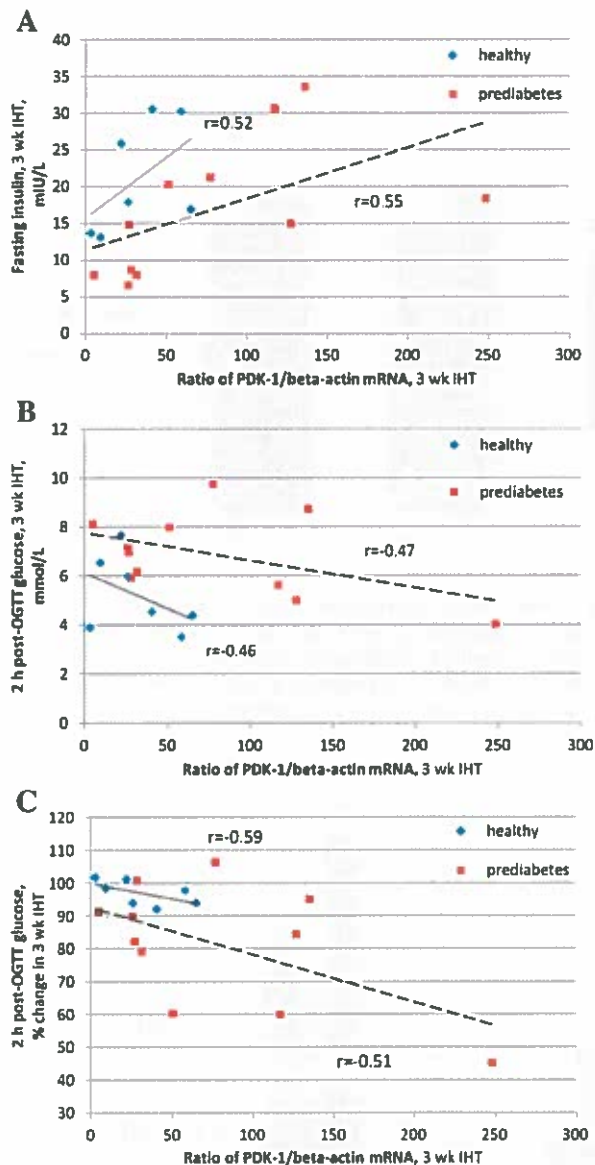 A
40
35
30
25
20
15
10
5
0
Fasting insulin, 3 wk IHT,
mIU/L
healthy
prediabetes
r=0.52
r=0.55
0 50 100 150 200 250 300
Ratio of PDK-1/beta-actin mRNA, 3 wk IHT
B
12
10
8
6
4
2
0
2 h post-OGTT glucose, 3 wk IHT,
mmol/L
healthy
prediabetes
r=-0.47
r=-0.46
0 50 100 150 200 250 300
Ratio of PDK-1/beta-actin mRNA, 3 wk IHT
C
120
110
100
90
80
70
60
50
40
30
2 h post-OGTT glucose,
% change in 3 wk IHT
r=-0.59
healthy
prediabetes
r=-0.51
0 50 100 150 200 250 300
Ratio of PDK-1/beta-actin mRNA, 3 wk IHT